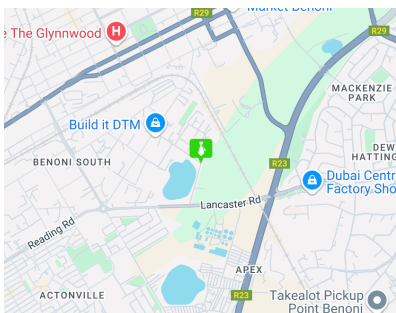 R29
Market Benoni
e The Glynnwood
H
R29
MACKENZIE
PARK
Build it DTM
DEW
HATTING
BENONI SOUTH
R23
Dubai Centr
Factory Sho
Lancaster Rd
Reading Rd
APEX
ACTONVILLE
R23
Takealot Pickup
Point Benoni